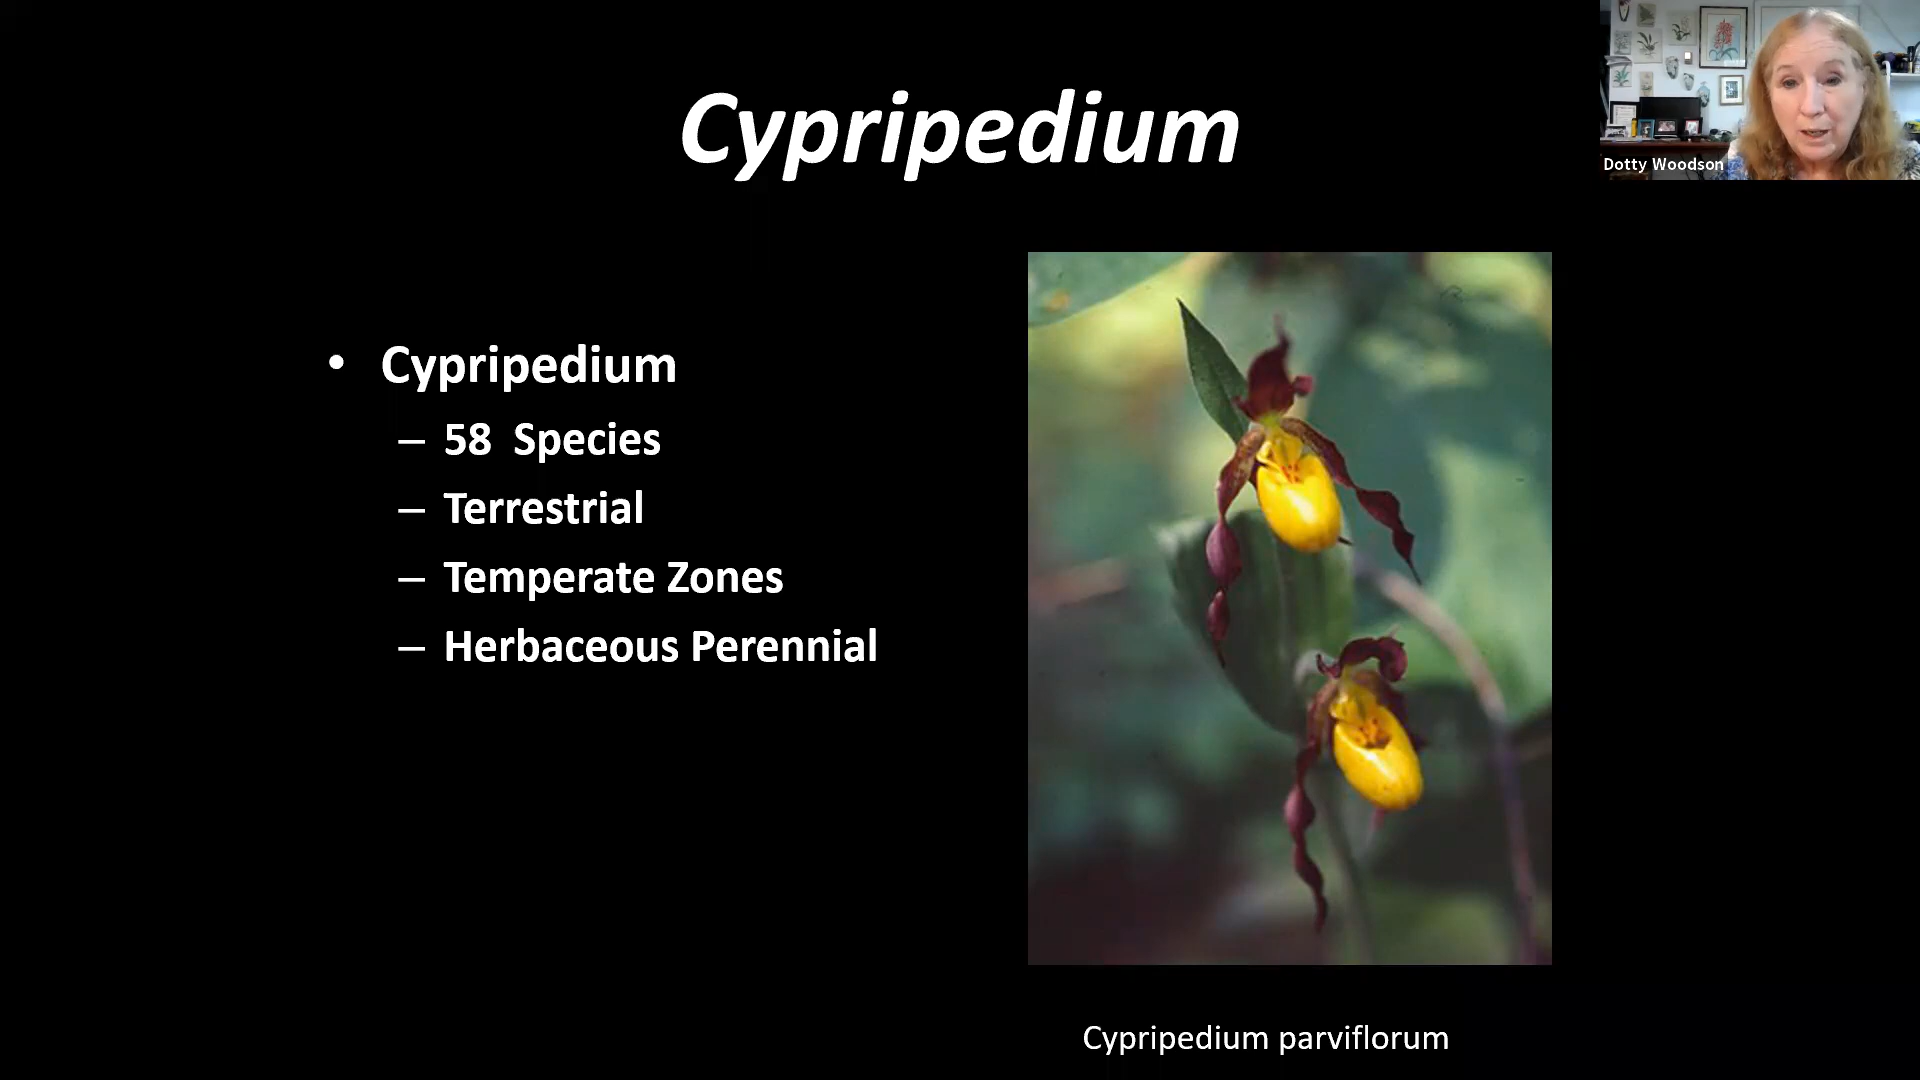 Cypripedium
Dotty Woodson
• Cypripedium
– 58 Species
– Terrestrial
– Temperate Zones
– Herbaceous Perennial
Cypripedium parviflorum